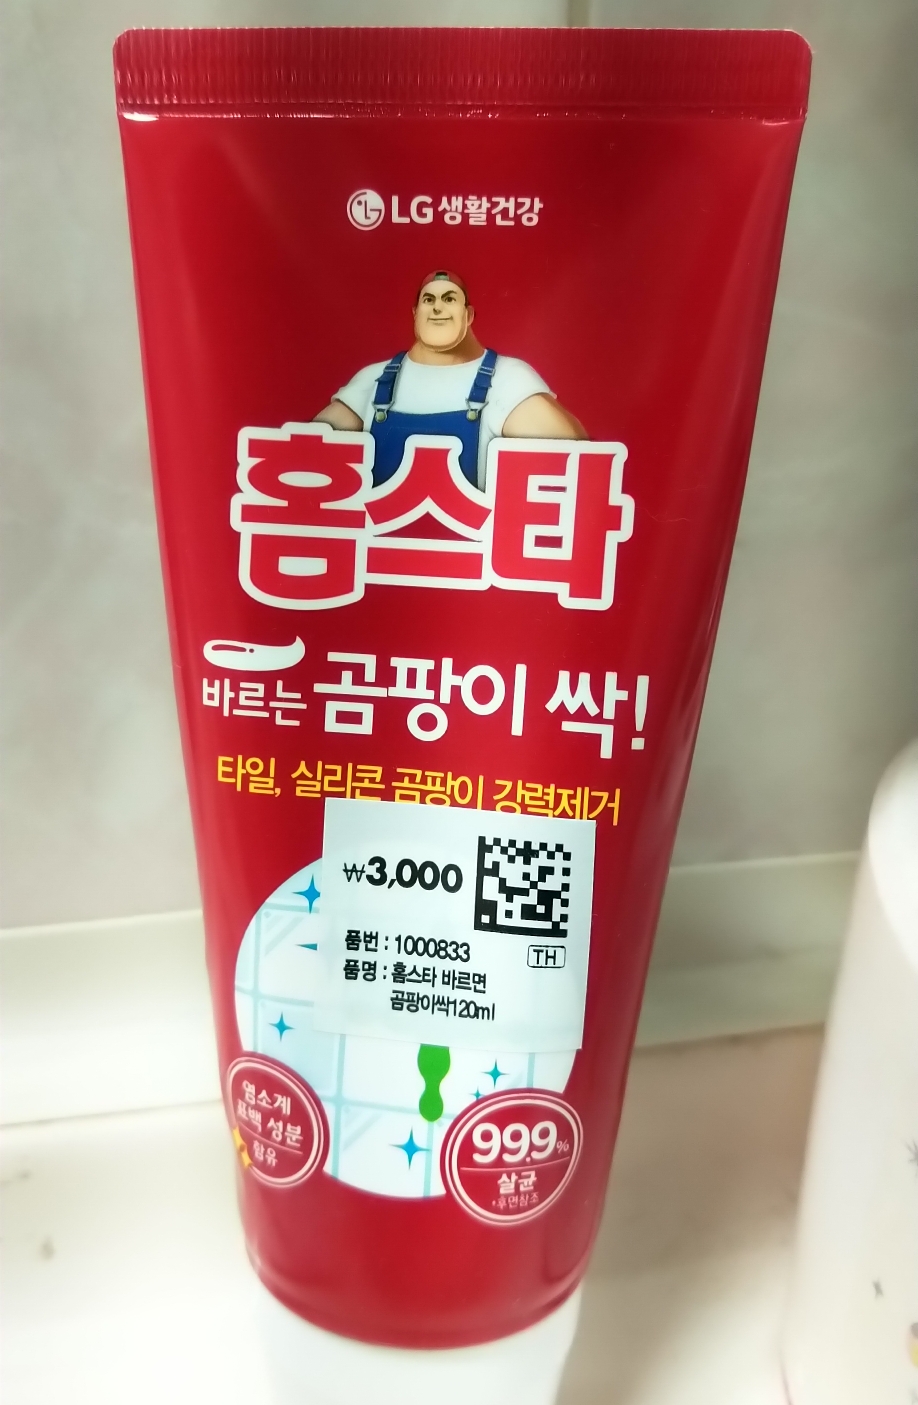 LG생활건강
홈스타
바르는 곰팡이 싹!
타일, 실리콘 곰팡이 강력제거
₩3,000
품번 : 1000833
TH
품명 : 홈스타 바르면
곰팡이싹120ml
염소계
표백 성분
함유
99.9%
살균
*후면참조